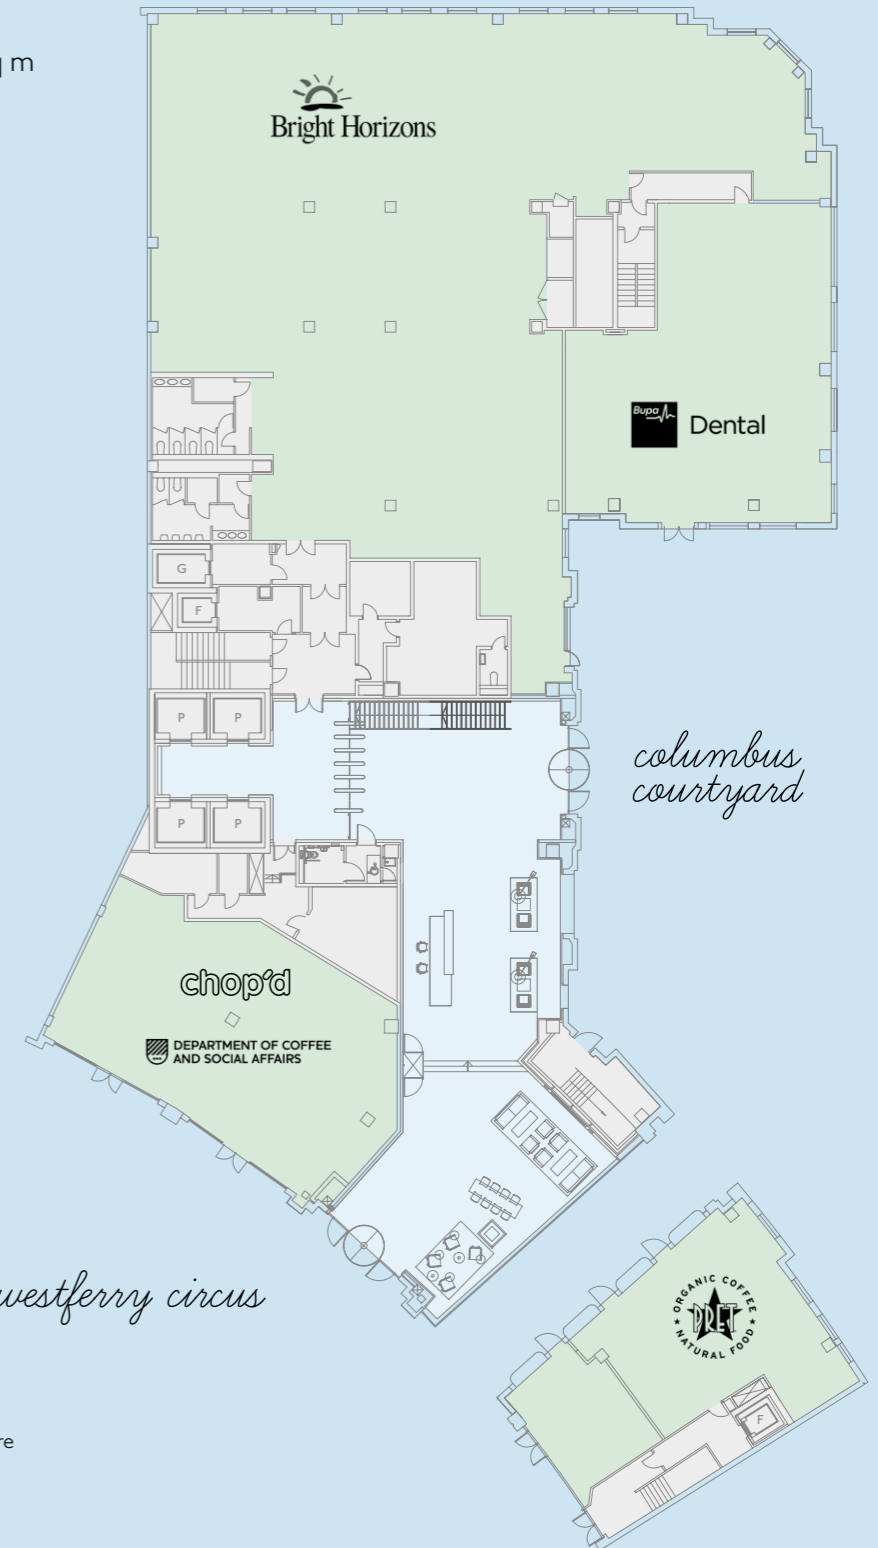 m
Bright Horizons
Bupa
Dental
G
F
P
P
columbus
courtyard
P
P
chop'd
DEPARTMENT OF COFFEE
AND SOCIAL AFFAIRS
westferry circus
ORGANIC COFFEE
PRET
NATURAL FOOD
F